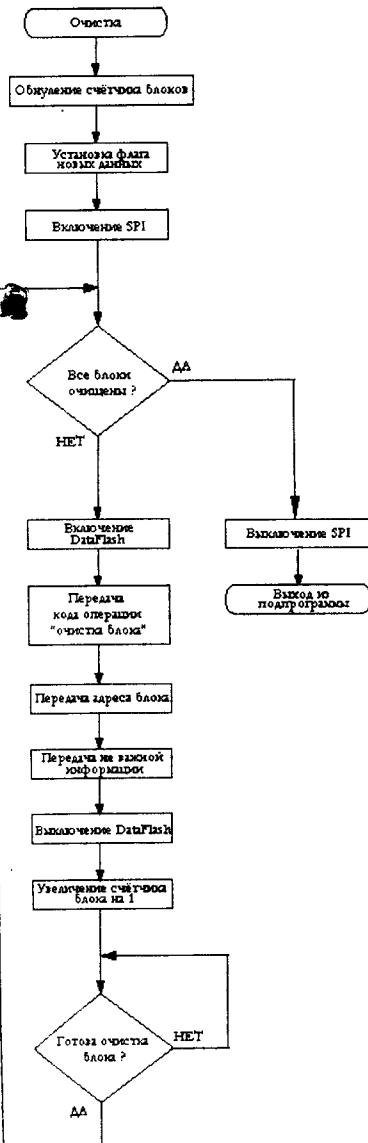 Очистка
Обнуление счётчика блоков
Установка флага
новых данных
Включение SPI
Все блоки
очищены ?
ДА
НЕТ
Включение
DataFlash
Выключение SPI
Передача
кода операции
"очистка блока"
Выход из
подпрограммы
Передача адреса блока
Передача не важной
информации
Выключение DataFlash
Увеличение счётчика
блока на 1
Готова очистка
блока ?
НЕТ
ДА